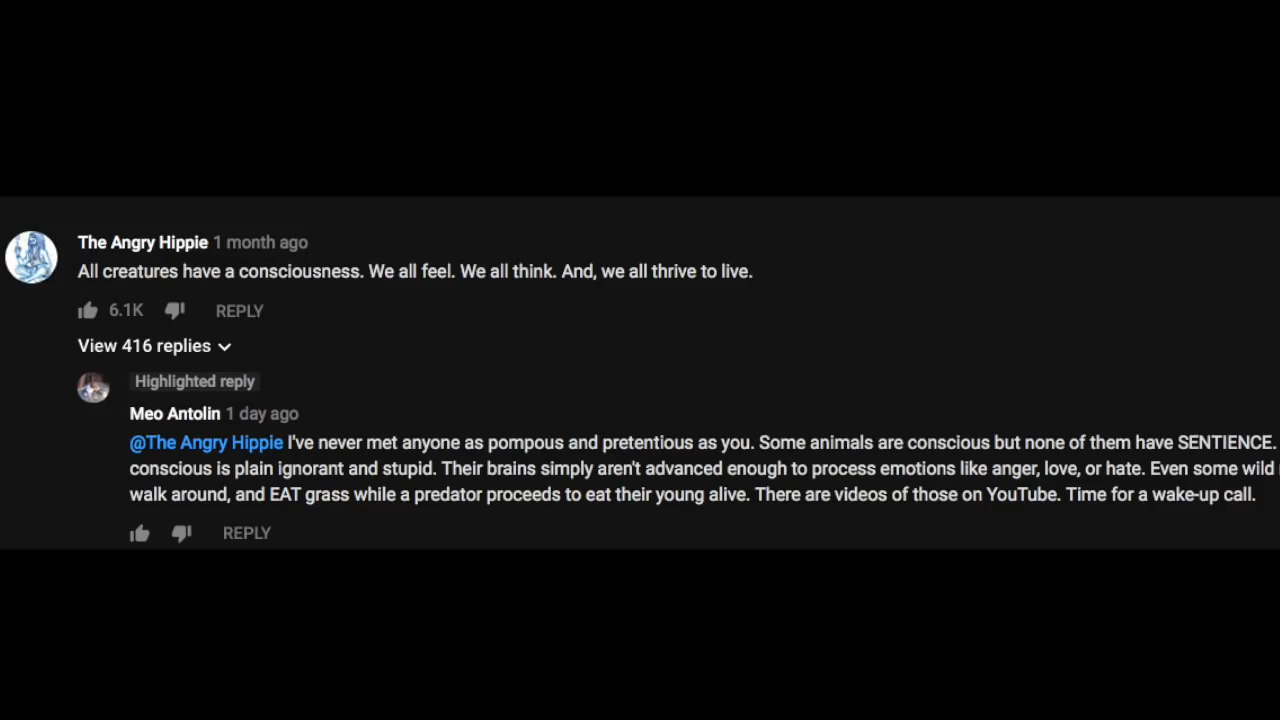 The Angry Hippie 1 month ago
All creatures have a consciousness. We all feel. We all think. And, we all thrive to live.
6.1K REPLY
View 416 replies
Highlighted reply
Meo Antolin 1 day ago
@The Angry Hippie I've never met anyone as pompous and pretentious as you. Some animals are conscious but none of them have SENTIENCE.
conscious is plain ignorant and stupid. Their brains simply aren't advanced enough to process emotions like anger, love, or hate. Even some wild
walk around, and EAT grass while a predator proceeds to eat their young alive. There are videos of those on YouTube. Time for a wake-up call.
REPLY